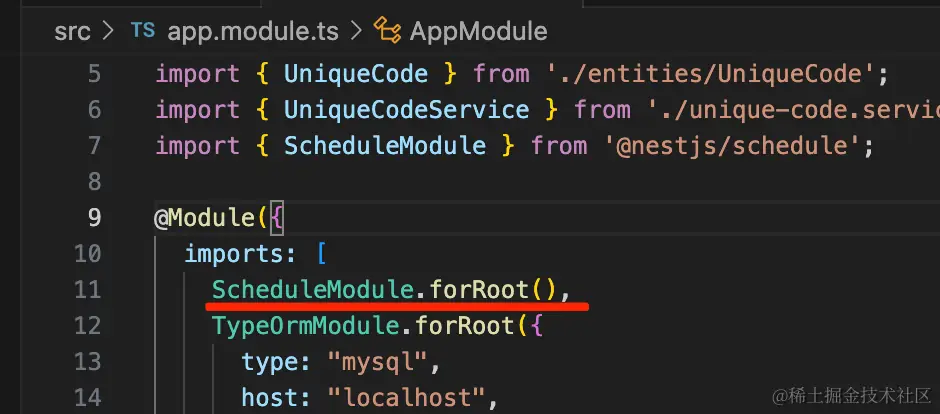 src > TS app.module.ts > AppModule
5 import { UniqueCode } from './entities/UniqueCode';
6 import { UniqueCodeService } from './unique-code.servic
7 import { ScheduleModule } from '@nestjs/schedule';
8
9 @Module({
10 imports: [
11 ScheduleModule.forRoot(),
12 TypeOrmModule.forRoot({
13 type: "mysql",
14 host: "localhost",
@稀土掘金技术社区